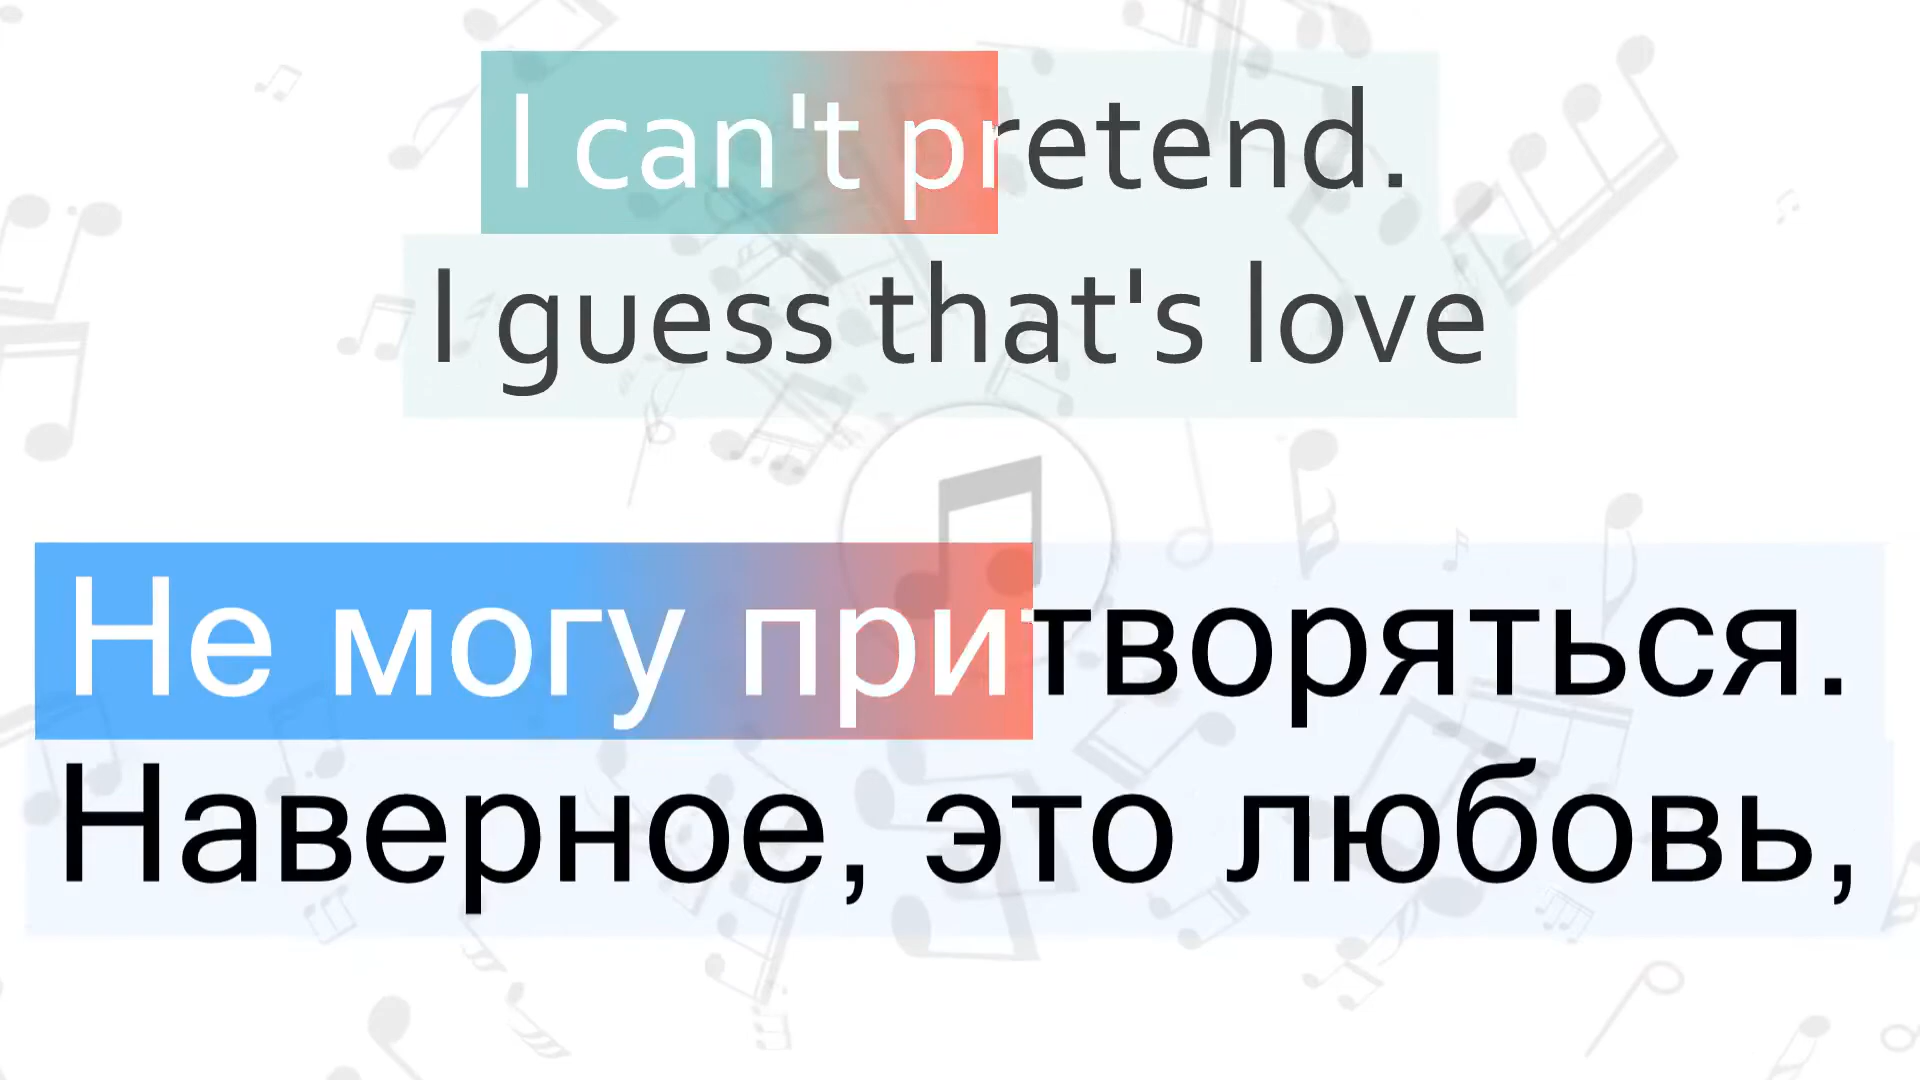 I can't pretend.
I guess that's love
Не могу притворяться.
Наверное, это любовь,